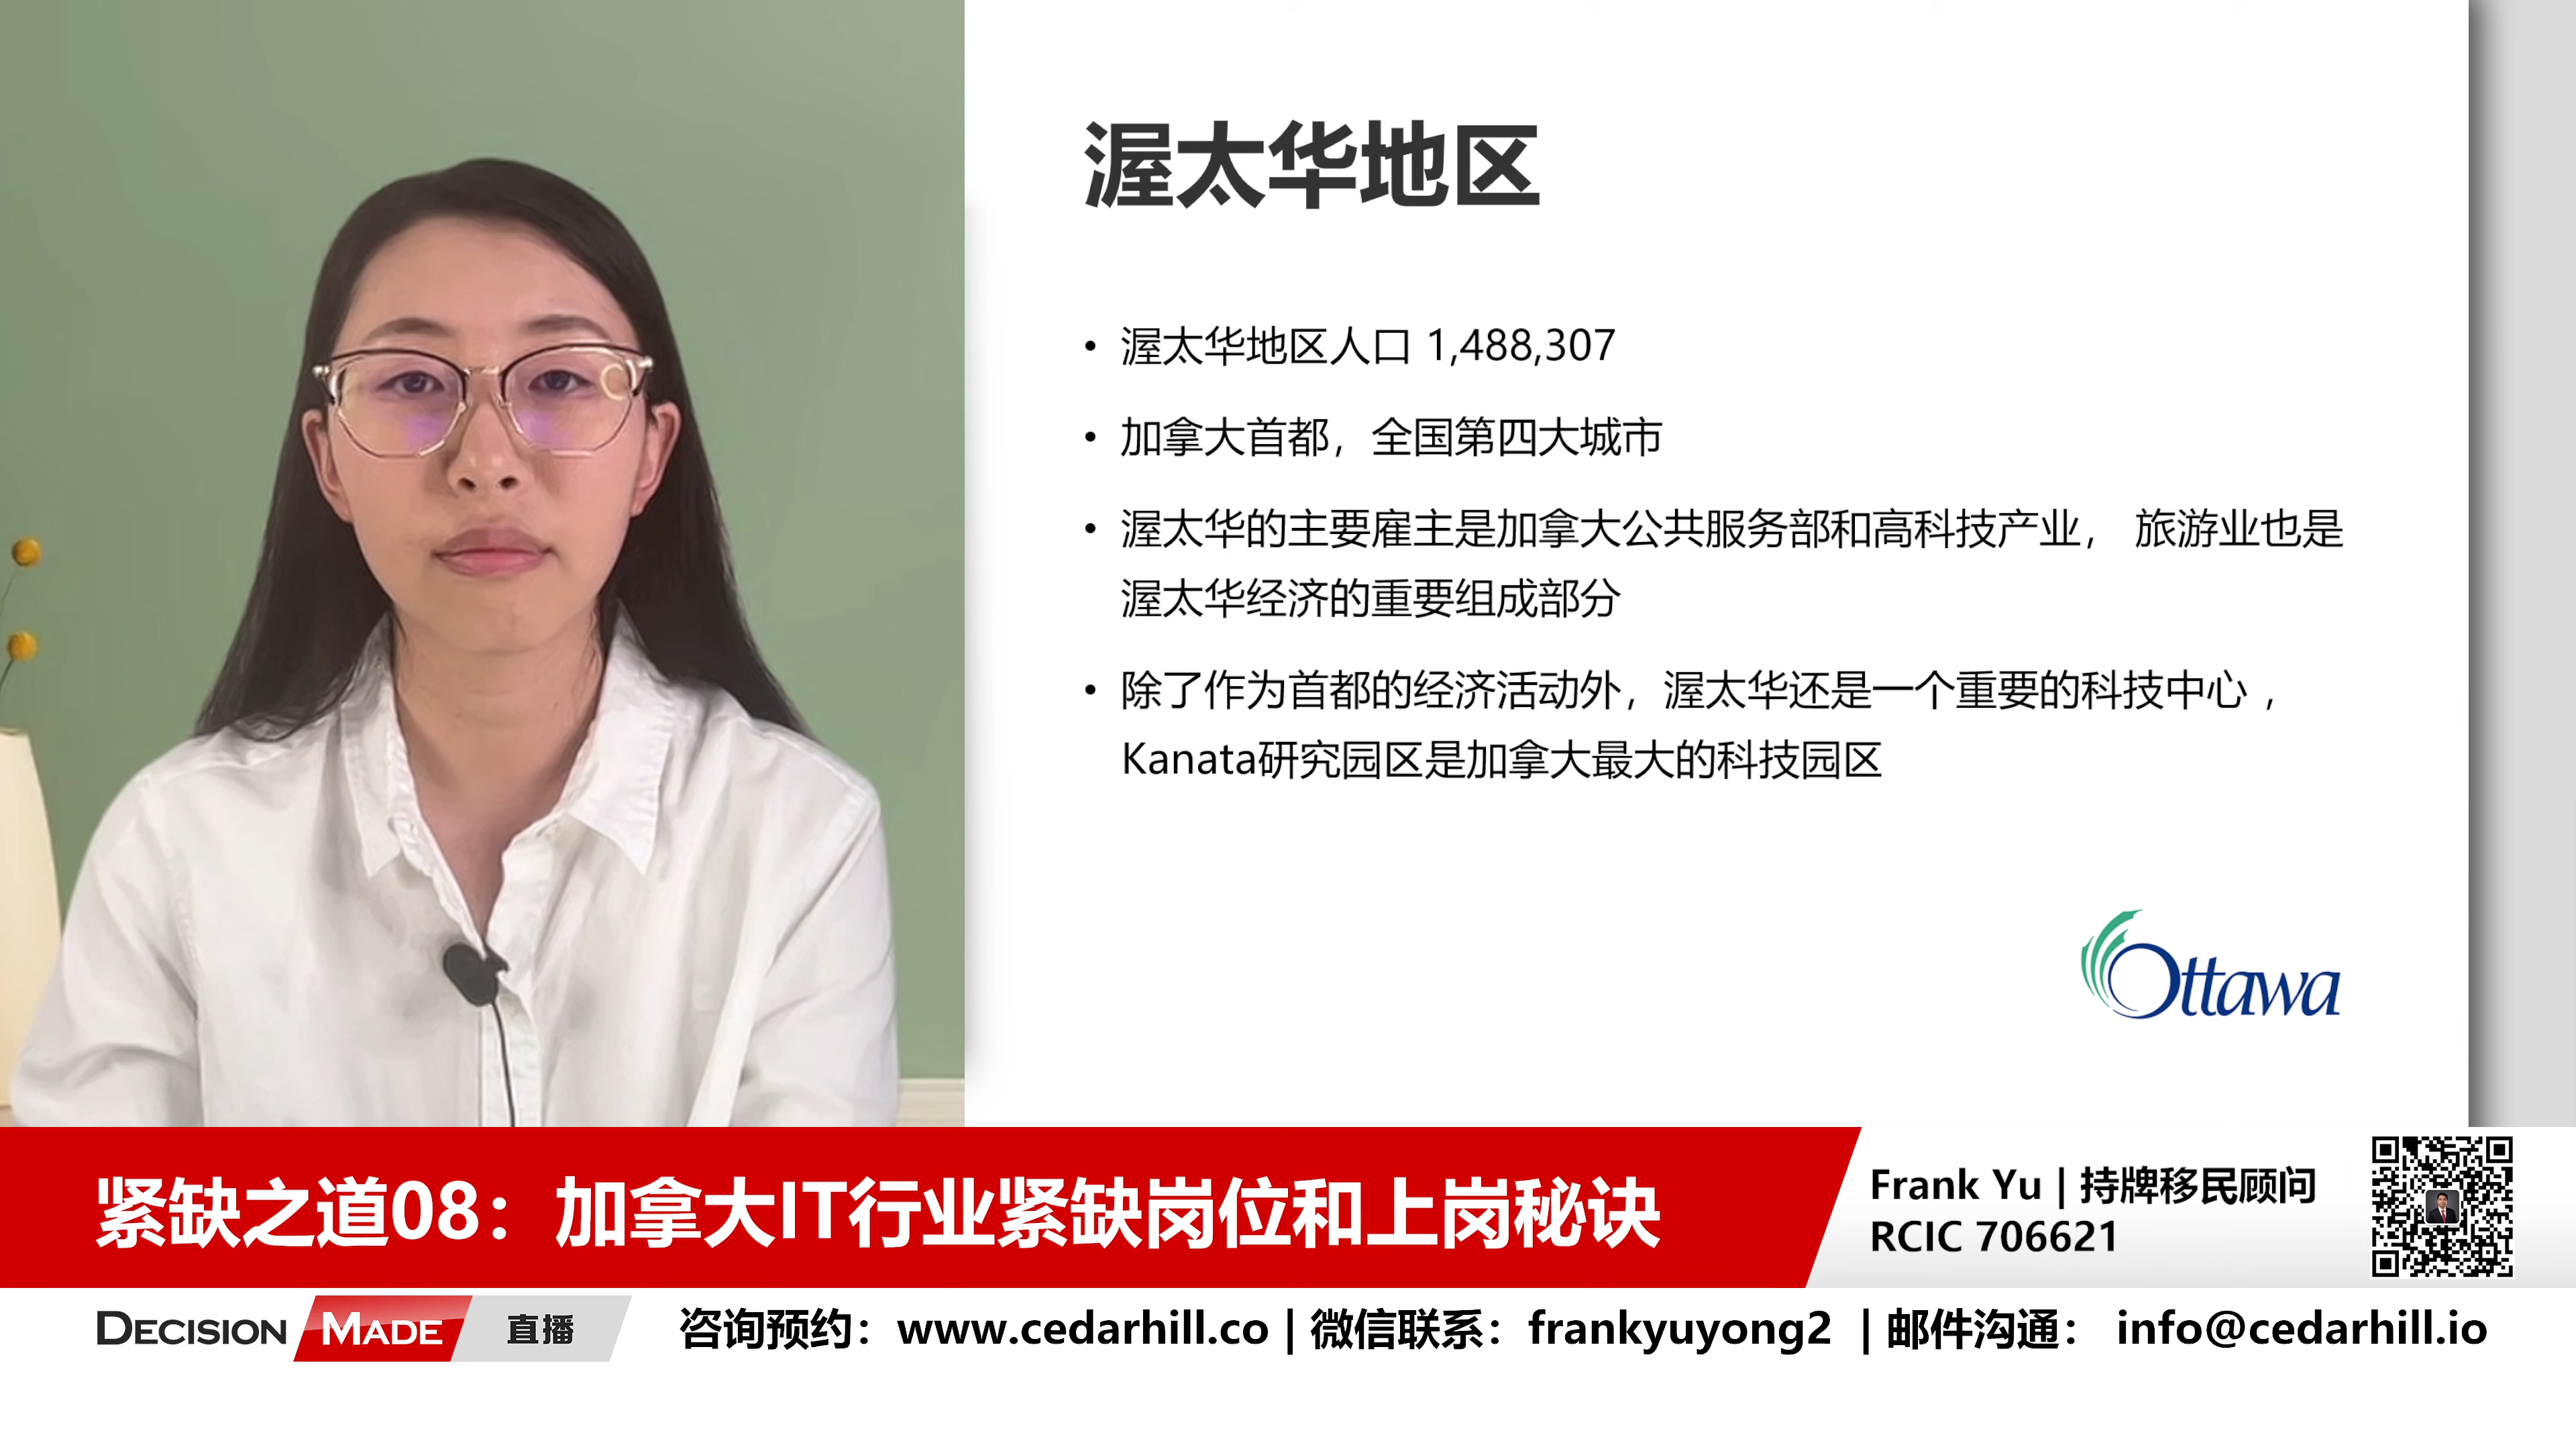 渥太华地区
• 渥太华地区人口 1,488,307
• 加拿大首都，全国第四大城市
• 渥太华的主要雇主是加拿大公共服务部和高科技产业， 旅游业也是
渥太华经济的重要组成部分
• 除了作为首都的经济活动外，渥太华还是一个重要的科技中心 ，
Kanata研究园区是加拿大最大的科技园区
Ottawa
紧缺之道08：加拿大IT行业紧缺岗位和上岗秘诀
Frank Yu | 持牌移民顾问
RCIC 706621
DECISION MADE 直播
咨询预约：www.cedarhill.co | 微信联系：frankyuyong2 | 邮件沟通： info@cedarhill.io